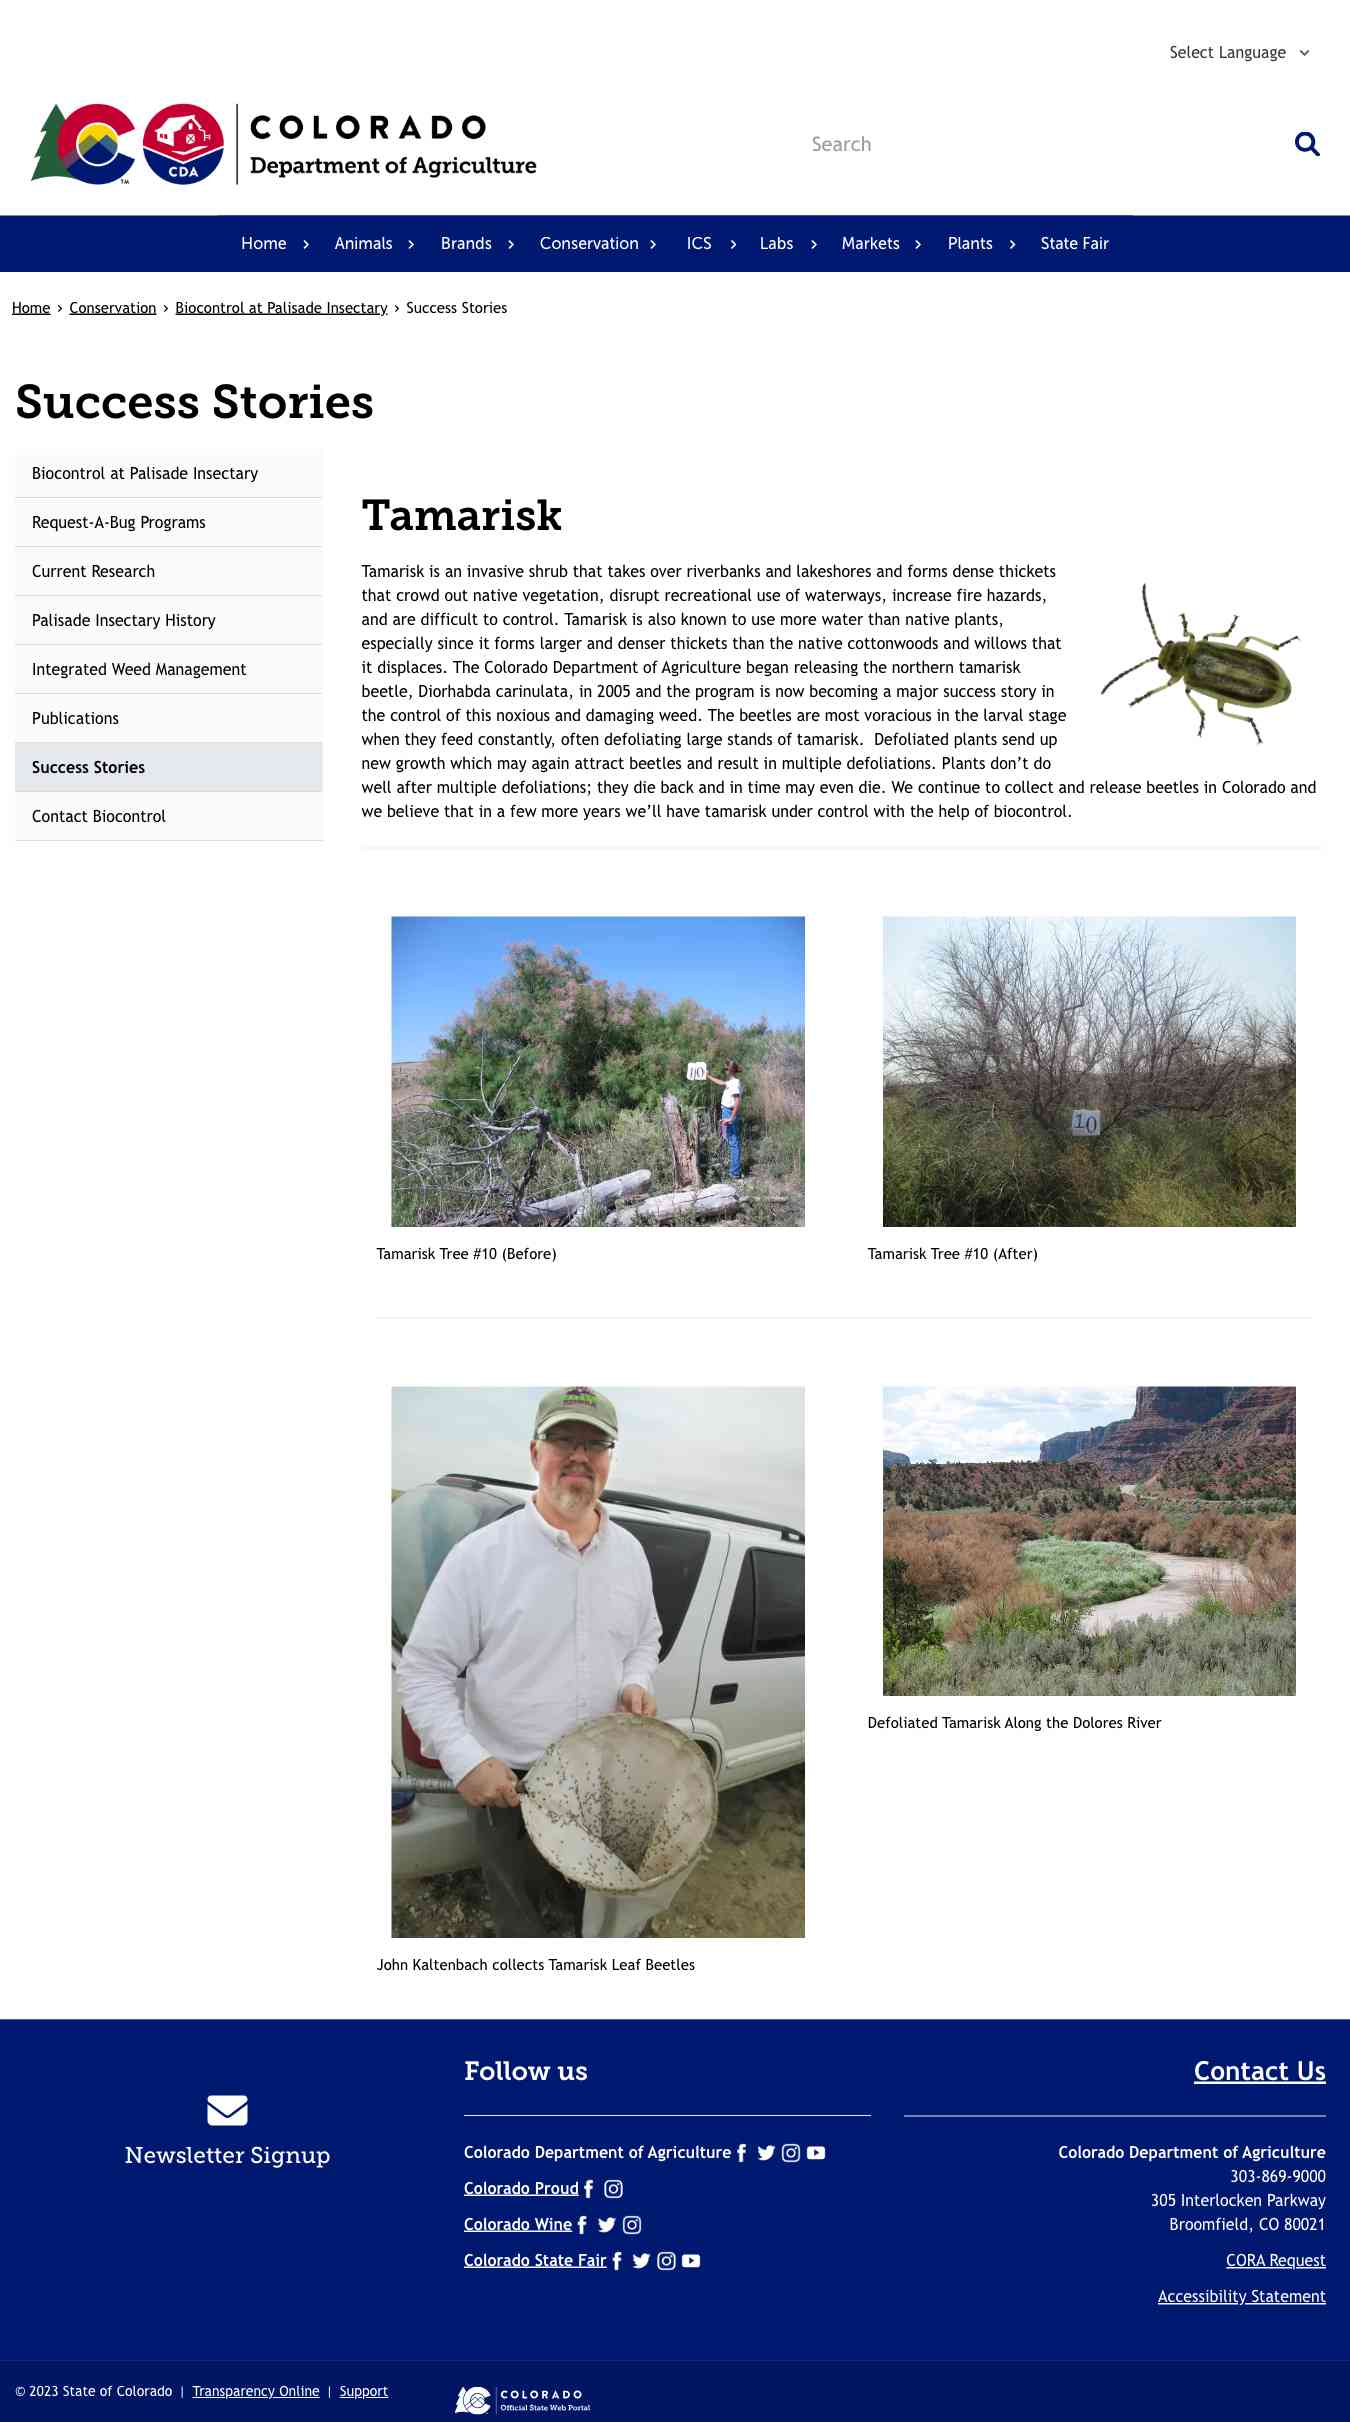 Select Language
COLORADO
Department of Agriculture
CDA
TM
Search
Home
Animals
Brands
Conservation
ICS
Labs
Markets
Plants
State Fair
Home › Conservation › Biocontrol at Palisade Insectary › Success Stories
Success Stories
Biocontrol at Palisade Insectary
Request-A-Bug Programs
Current Research
Palisade Insectary History
Integrated Weed Management
Publications
Success Stories
Contact Biocontrol
Tamarisk
Tamarisk is an invasive shrub that takes over riverbanks and lakeshores and forms dense thickets
that crowd out native vegetation, disrupt recreational use of waterways, increase fire hazards,
and are difficult to control. Tamarisk is also known to use more water than native plants,
especially since it forms larger and denser thickets than the native cottonwoods and willows that
it displaces. The Colorado Department of Agriculture began releasing the northern tamarisk
beetle, Diorhabda carinulata, in 2005 and the program is now becoming a major success story in
the control of this noxious and damaging weed. The beetles are most voracious in the larval stage
when they feed constantly, often defoliating large stands of tamarisk.  Defoliated plants send up
new growth which may again attract beetles and result in multiple defoliations. Plants don’t do
well after multiple defoliations; they die back and in time may even die. We continue to collect and release beetles in Colorado and
we believe that in a few more years we’ll have tamarisk under control with the help of biocontrol.
10
10
Tamarisk Tree #10 (Before)
Tamarisk Tree #10 (After)
John Kaltenbach collects Tamarisk Leaf Beetles
Defoliated Tamarisk Along the Dolores River
Newsletter Signup
Follow us
Colorado Department of Agriculture
Colorado Proud
Colorado Wine
Colorado State Fair
Contact Us
Colorado Department of Agriculture
303-869-9000
305 Interlocken Parkway
Broomfield, CO 80021
CORA Request
Accessibility Statement
© 2023 State of Colorado | Transparency Online | Support
COLORADO
Official State Web Portal